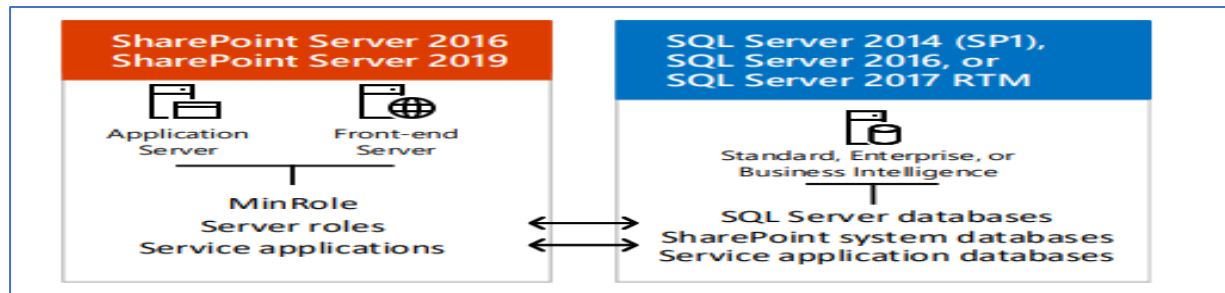 SharePoint Server 2016
SharePoint Server 2019
Application
Server
Front-end
Server
MinRole
Server roles
Service applications
SQL Server 2014 (SP1),
SQL Server 2016, or
SQL Server 2017 RTM
Standard, Enterprise, or
Business Intelligence
SQL Server databases
SharePoint system databases
Service application databases